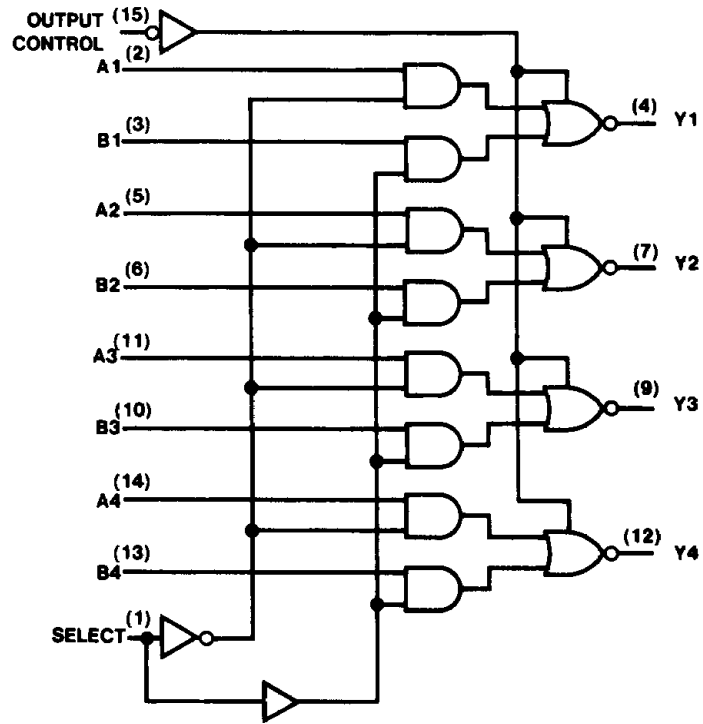 OUTPUT (15)
CONTROL
A1 (2)
B1 (3)
(4) Y1
A2 (5)
B2 (6)
(7) Y2
A3 (11)
B3 (10)
(9) Y3
A4 (14)
B4 (13)
(12) Y4
SELECT (1)